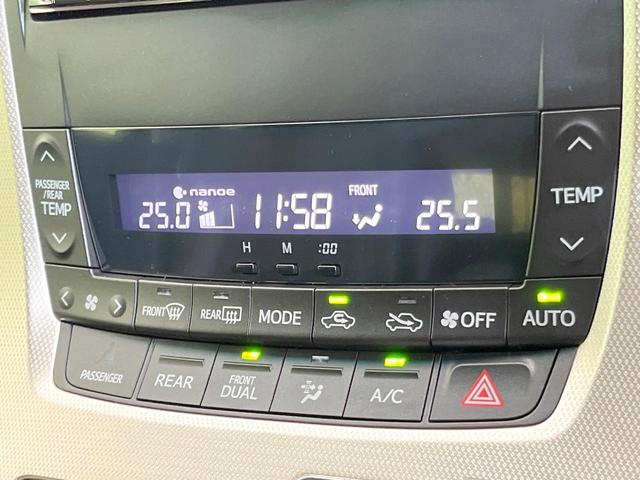 nanoe FRONT
25.0 11:58 25.5
H M :00
PASSENGER
/REAR
TEMP
TEMP
FRONT REAR MODE OFF AUTO
PASSENGER REAR FRONT
DUAL A/C